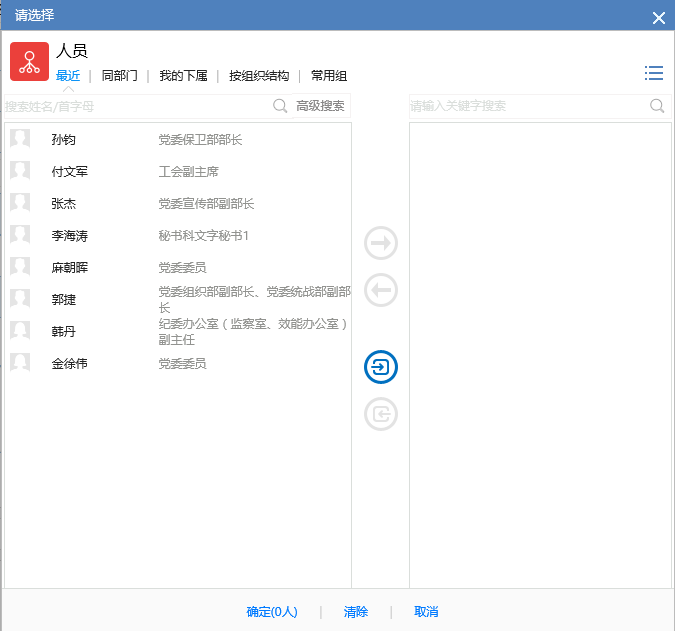 请选择
人员
最近 | 同部门 | 我的下属 | 按组织结构 | 常用组
搜索姓名/首字母 高级搜索
请输入关键字搜索
孙钧 党委保卫部部长
付文军 工会副主席
张杰 党委宣传部副部长
李海涛 秘书科文字秘书1
麻朝晖 党委委员
郭捷 党委组织部副部长、党委统战部副部
长
韩丹 纪委办公室（监察室、效能办公室）
副主任
金徐伟 党委委员
确定(0人) | 清除 | 取消